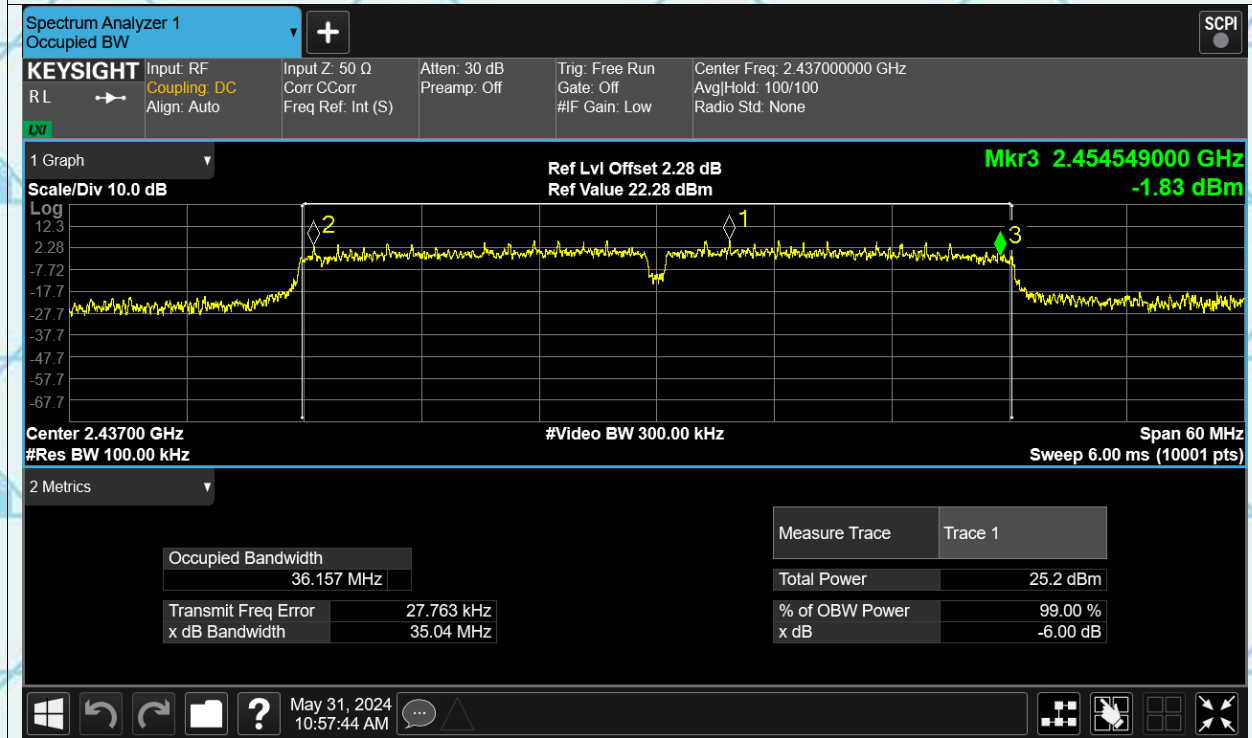 Spectrum Analyzer 1
Occupied BW
▼
+
SCPI
KEYSIGHT
RL
LXI
Input: RF
Coupling: DC
Align: Auto
Input Z: 50 Ω
Corr CCorr
Freq Ref: Int (S)
Atten: 30 dB
Preamp: Off
Trig: Free Run
Gate: Off
#IF Gain: Low
Center Freq: 2.437000000 GHz
Avg|Hold: 100/100
Radio Std: None
1 Graph ▼
Scale/Div 10.0 dB
Ref Lvl Offset 2.28 dB
Ref Value 22.28 dBm
Mkr3 2.454549000 GHz
-1.83 dBm
Log
12.3
2.28
-7.72
-17.7
-27.7
-37.7
-47.7
-57.7
-67.7
2
1
3
Center 2.43700 GHz
#Res BW 100.00 kHz
#Video BW 300.00 kHz
Span 60 MHz
Sweep 6.00 ms (10001 pts)
2 Metrics ▼
Occupied Bandwidth
36.157 MHz
Transmit Freq Error 27.763 kHz
x dB Bandwidth 35.04 MHz
Measure Trace Trace 1
Total Power 25.2 dBm
% of OBW Power 99.00 %
x dB -6.00 dB
?
May 31, 2024
10:57:44 AM